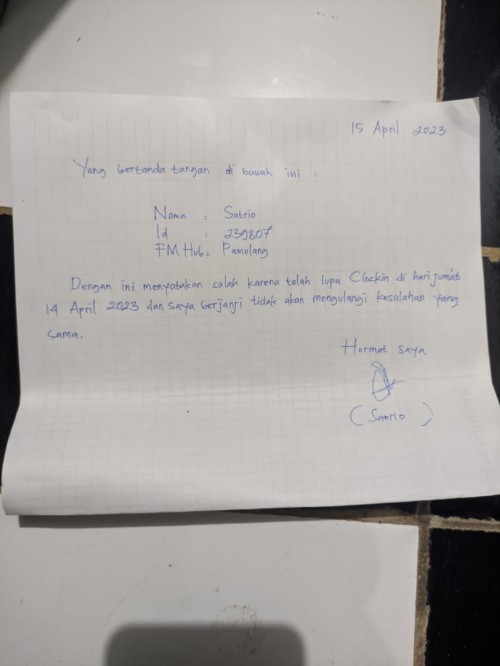 15 April 2023
Yang bertanda tangan di bawah ini :
Nama : Satrio
Id : 239807
FM Hub : Pamulang
Dengan ini menyatakan salah karena telah lupa Clockin di hari jumat
14 April 2023 dan saya berjanji tidak akan mengulangi kesalahan yang
sama.
Hormat saya
(Satrio)